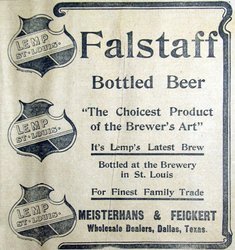 LEMP
ST. LOUIS.
Falstaff
Bottled Beer
LEMP
ST. LOUIS.
"The Choicest Product
of the Brewer's Art"
It's Lemp's Latest Brew
Bottled at the Brewery
in St. Louis
For Finest Family Trade
LEMP
ST. LOUIS.
MEISTERHANS & FEICKERT
Wholesale Dealers, Dallas, Texas.